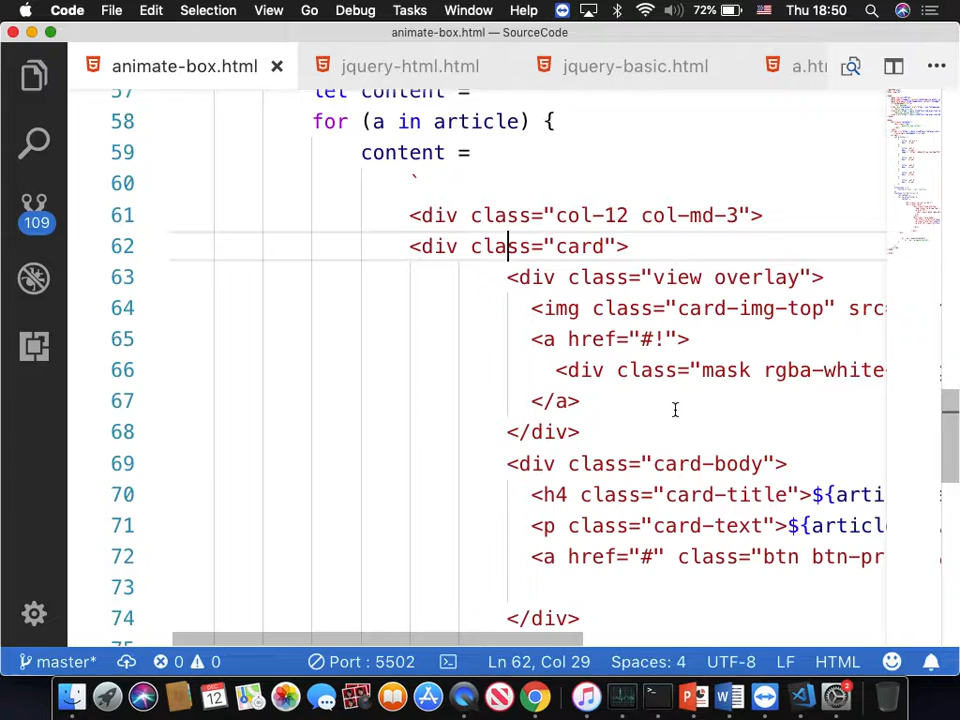 Code File Edit Selection View Go Debug Tasks Window Help 72% Thu 18:50
animate-box.html — SourceCode
animate-box.html jquery-html.html jquery-basic.html a.ht
57 let content =
58 for (a in article) {
59 content =
60 `
61 <div class="col-12 col-md-3">
62 <div class="card">
63 <div class="view overlay">
64 <img class="card-img-top" src=
65 <a href="#!">
66 <div class="mask rgba-white-
67 </a>
68 </div>
69 <div class="card-body">
70 <h4 class="card-title">${arti
71 <p class="card-text">${article
72 <a href="#" class="btn btn-pr
73
74 </div>
75
109
master* 0 0 Port : 5502 Ln 62, Col 29 Spaces: 4 UTF-8 LF HTML
DEC
12
2